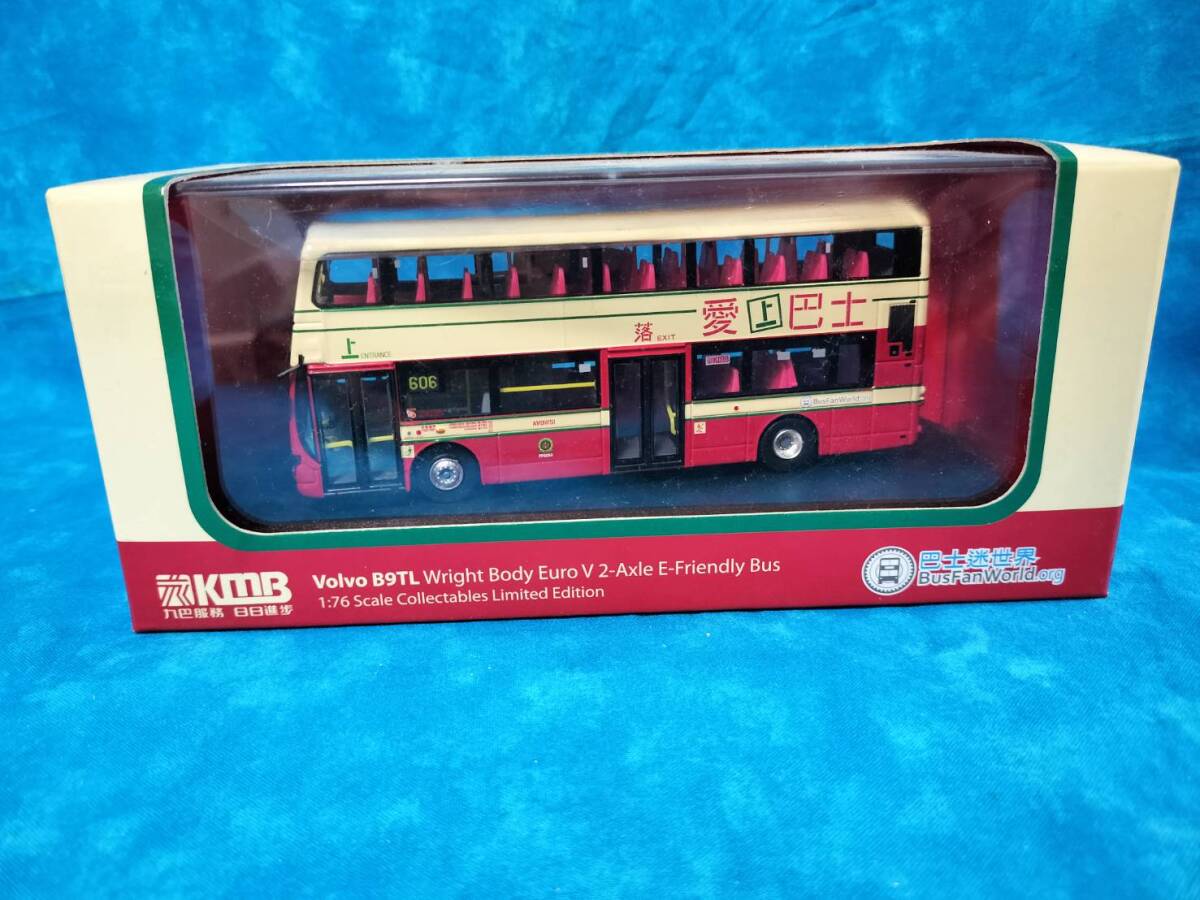 愛上巴士
落 EXIT
上 ENTRANCE
606
BusFanWorld.org
KMB
九巴服務 日日進步
Volvo B9TL Wright Body Euro V 2-Axle E-Friendly Bus
1:76 Scale Collectables Limited Edition
巴士迷世界
BusFanWorld.org